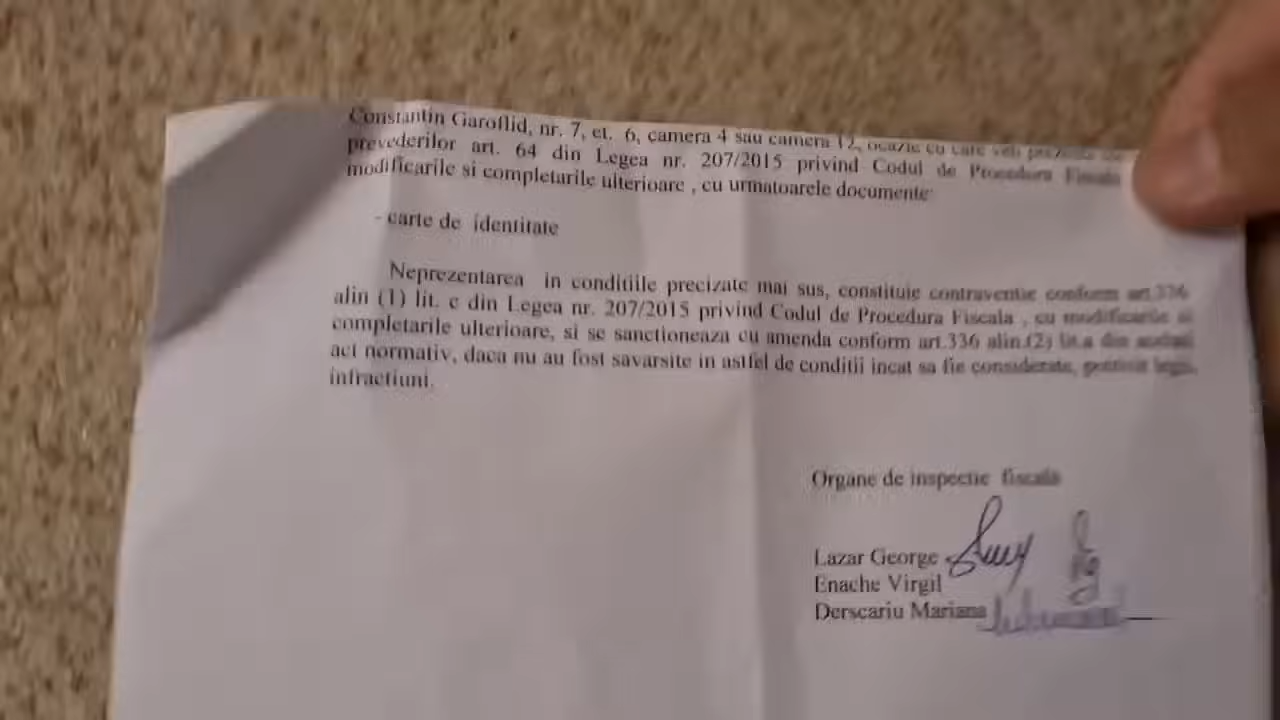 Constantin Garoflid, nr. 7, et. 6, camera 4 sau camera 12, ocazie cu care veti prezenta
prevederilor art. 64 din Legea nr. 207/2015 privind Codul de Procedura Fiscala
modificarile si completarile ulterioare , cu urmatoarele documente:
- carte de identitate
Neprezentarea in conditiile precizate mai sus, constituie contraventie conform art.336
alin (1) lit. c din Legea nr. 207/2015 privind Codul de Procedura Fiscala , cu modificarile si
completarile ulterioare, si se sanctioneaza cu amenda conform art.336 alin.(2) lit.a din acelasi
act normativ, daca nu au fost savarsite in astfel de conditii incat sa fie considerate, potrivit legii,
infractiuni.
Organe de inspectie fiscala
Lazar George
Enache Virgil
Derscariu Mariana